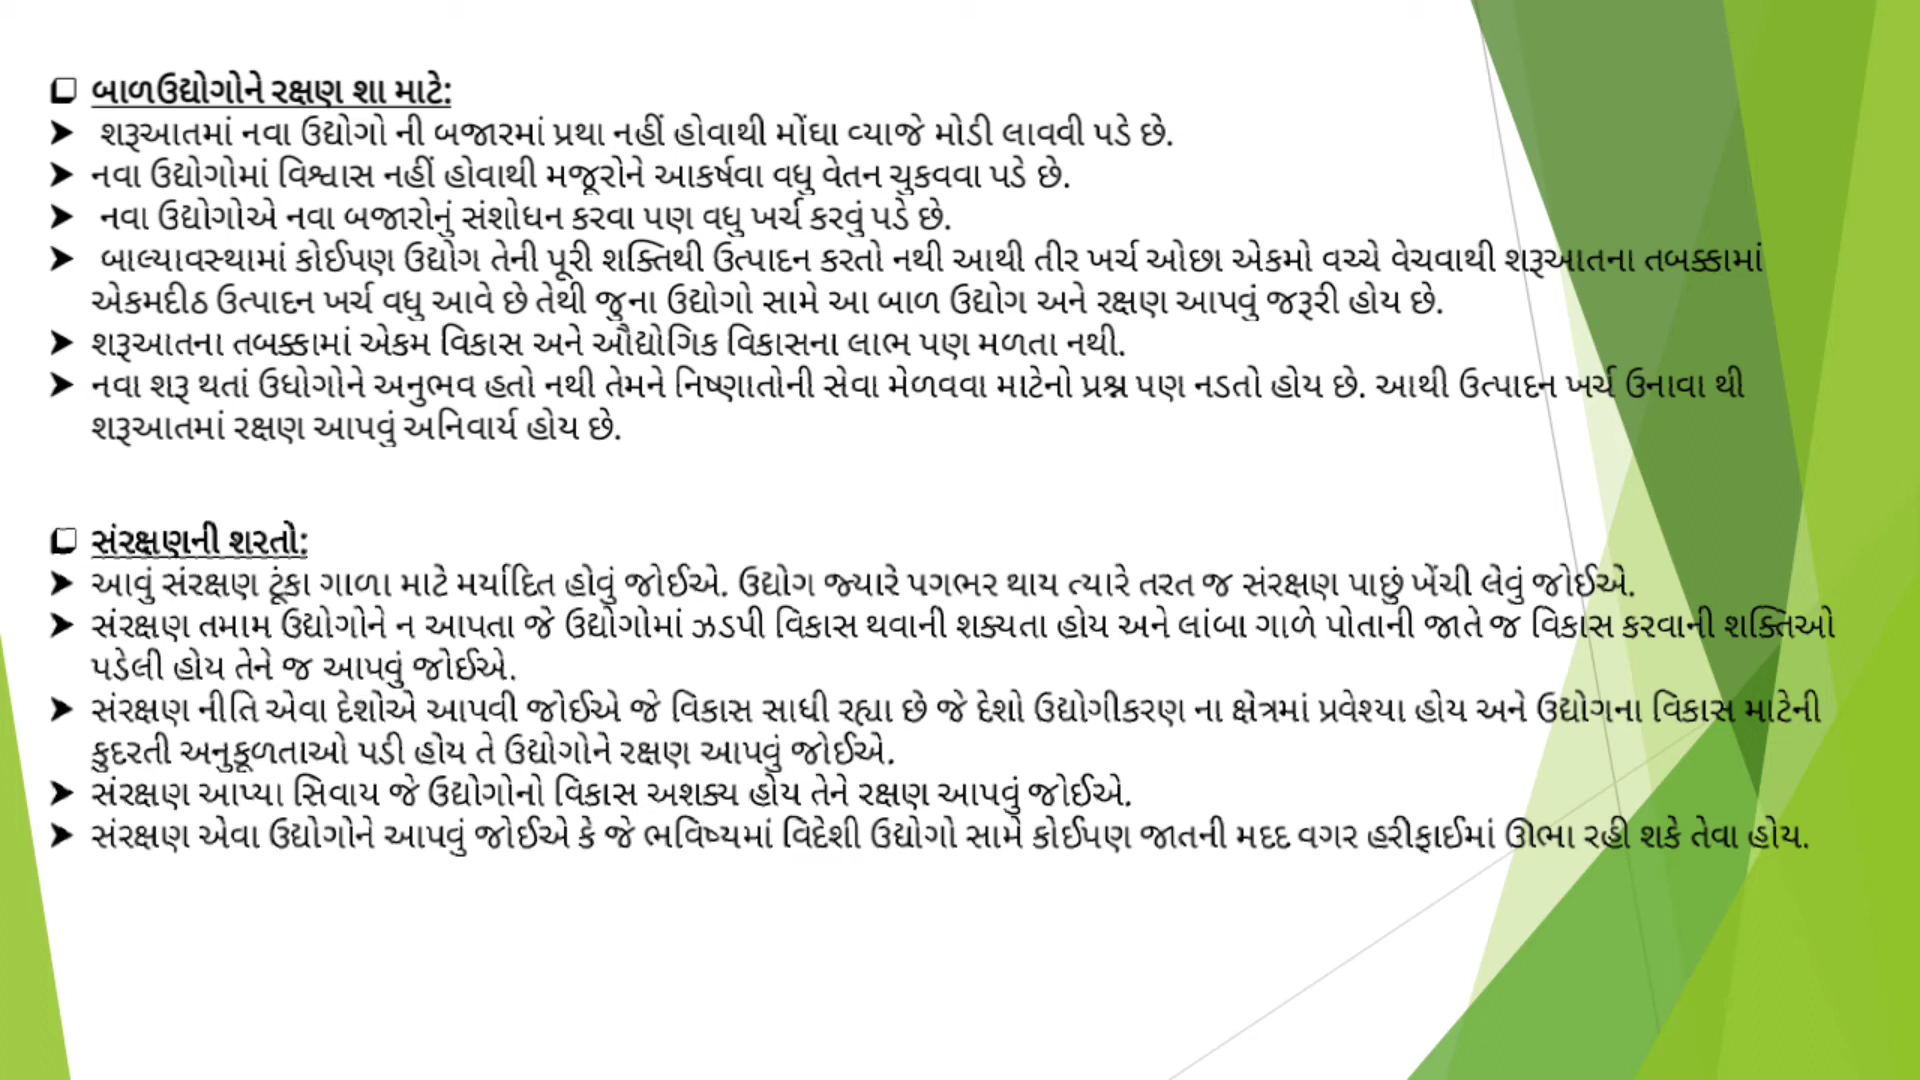 બાળઉદ્યોગોને રક્ષણ શા માટે:
શરૂઆતમાં નવા ઉદ્યોગો ની બજારમાં પ્રથા નહીં હોવાથી મોંઘા વ્યાજે મોડી લાવવી પડે છે.
નવા ઉદ્યોગોમાં વિશ્વાસ નહીં હોવાથી મજૂરોને આકર્ષવા વધુ વેતન ચુકવવા પડે છે.
નવા ઉદ્યોગોએ નવા બજારોનું સંશોધન કરવા પણ વધુ ખર્ચ કરવું પડે છે.
બાલ્યાવસ્થામાં કોઈપણ ઉદ્યોગ તેની પૂરી શક્તિથી ઉત્પાદન કરતો નથી આથી તીર ખર્ચ ઓછા એકમો વચ્ચે વેચવાથી શરૂઆતના તબક્કામાં
એકમદીઠ ઉત્પાદન ખર્ચ વધુ આવે છે તેથી જુના ઉદ્યોગો સામે આ બાળ ઉદ્યોગ અને રક્ષણ આપવું જરૂરી હોય છે.
શરૂઆતના તબક્કામાં એકમ વિકાસ અને ઔદ્યોગિક વિકાસના લાભ પણ મળતા નથી.
નવા શરૂ થતાં ઉધોગોને અનુભવ હતો નથી તેમને નિષ્ણાતોની સેવા મેળવવા માટેનો પ્રશ્ન પણ નડતો હોય છે. આથી ઉત્પાદન ખર્ચ ઉનાવા થી
શરૂઆતમાં રક્ષણ આપવું અનિવાર્ય હોય છે.
સંરક્ષણની શરતો:
આવું સંરક્ષણ ટૂંકા ગાળા માટે મર્યાદિત હોવું જોઈએ. ઉદ્યોગ જ્યારે પગભર થાય ત્યારે તરત જ સંરક્ષણ પાછું ખેંચી લેવું જોઈએ.
સંરક્ષણ તમામ ઉદ્યોગોને ન આપતા જે ઉદ્યોગોમાં ઝડપી વિકાસ થવાની શક્યતા હોય અને લાંબા ગાળે પોતાની જાતે જ વિકાસ કરવાની શક્તિઓ
પડેલી હોય તેને જ આપવું જોઈએ.
સંરક્ષણ નીતિ એવા દેશોએ આપવી જોઈએ જે વિકાસ સાધી રહ્યા છે જે દેશો ઉદ્યોગીકરણ ના ક્ષેત્રમાં પ્રવેશ્યા હોય અને ઉદ્યોગના વિકાસ માટેની
કુદરતી અનુકૂળતાઓ પડી હોય તે ઉદ્યોગોને રક્ષણ આપવું જોઈએ.
સંરક્ષણ આપ્યા સિવાય જે ઉદ્યોગોનો વિકાસ અશક્ય હોય તેને રક્ષણ આપવું જોઈએ.
સંરક્ષણ એવા ઉદ્યોગોને આપવું જોઈએ કે જે ભવિષ્યમાં વિદેશી ઉદ્યોગો સામે કોઈપણ જાતની મદદ વગર હરીફાઈમાં ઊભા રહી શકે તેવા હોય.